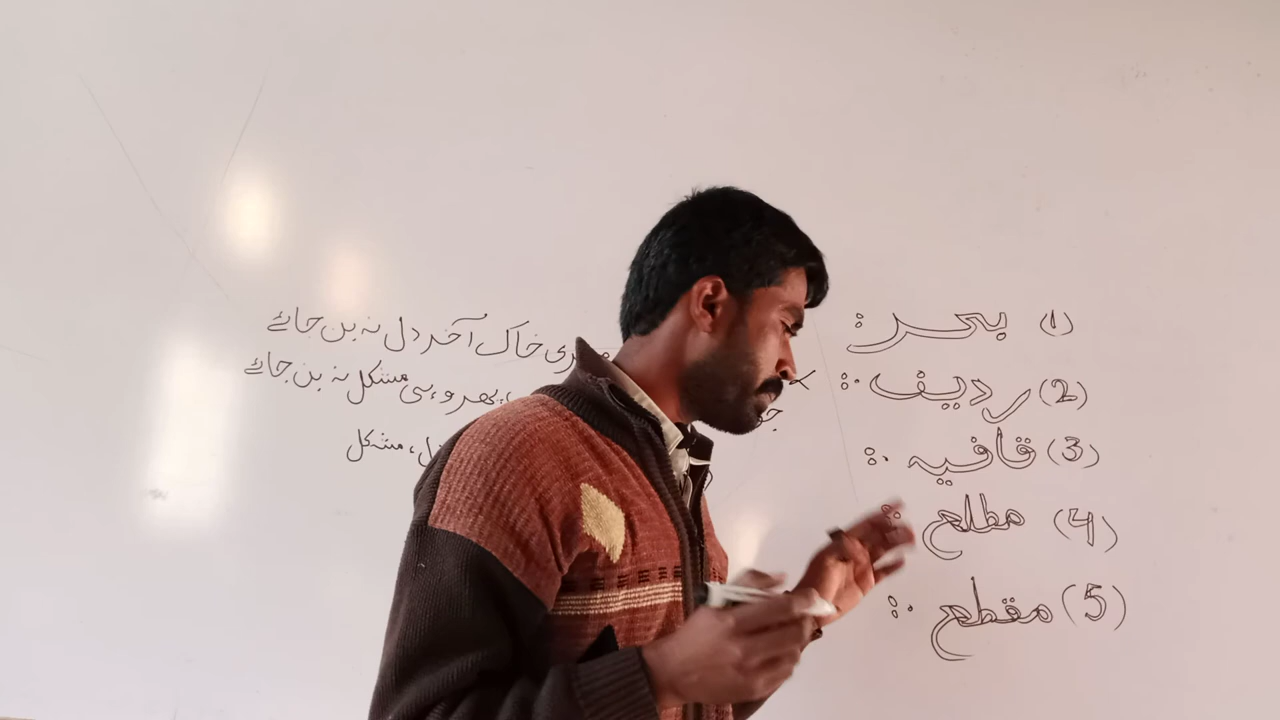 (1) بحر :
(2) ردیف :
(3) قافیہ :
(4) مطلع :
(5) مقطع :
خاک آخر دل نہ بن جائے
پھر وہی مشکل نہ بن جائے
مشکل